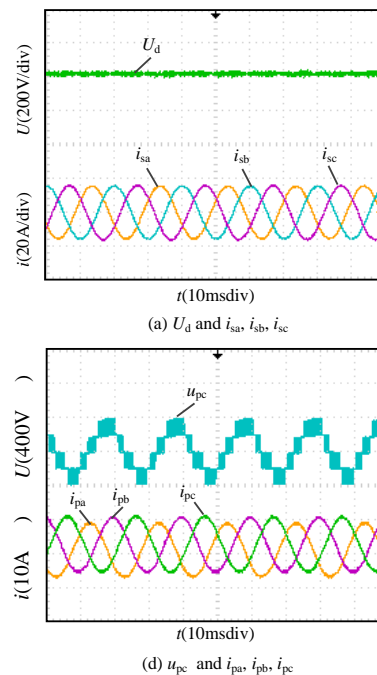 U(200V/div)
U_d
i_sa
i_sb
i_sc
i(20A/div)
t(10msdiv)
(a) U_d and i_sa, i_sb, i_sc
U(400V )
u_pc
i_pa
i_pb
i_pc
i(10A )
t(10msdiv)
(d) u_pc and i_pa, i_pb, i_pc